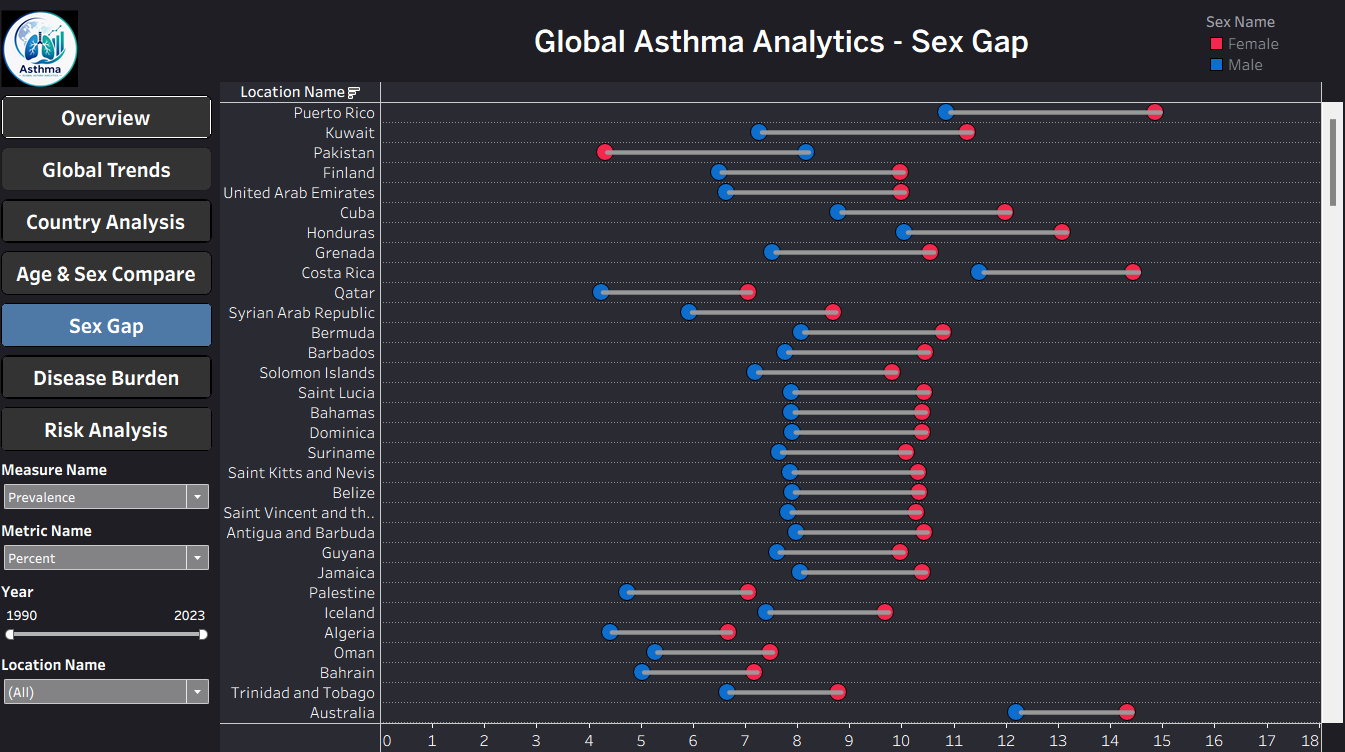 Asthma
Overview
Global Trends
Country Analysis
Age & Sex Compare
Sex Gap
Disease Burden
Risk Analysis
Measure Name
Prevalence
Metric Name
Percent
Year
1990 2023
Location Name
(All)
Global Asthma Analytics - Sex Gap
Sex Name
Female
Male
Location Name
Puerto Rico
Kuwait
Pakistan
Finland
United Arab Emirates
Cuba
Honduras
Grenada
Costa Rica
Qatar
Syrian Arab Republic
Bermuda
Barbados
Solomon Islands
Saint Lucia
Bahamas
Dominica
Suriname
Saint Kitts and Nevis
Belize
Saint Vincent and th..
Antigua and Barbuda
Guyana
Jamaica
Palestine
Iceland
Algeria
Oman
Bahrain
Trinidad and Tobago
Australia
0 1 2 3 4 5 6 7 8 9 10 11 12 13 14 15 16 17 18